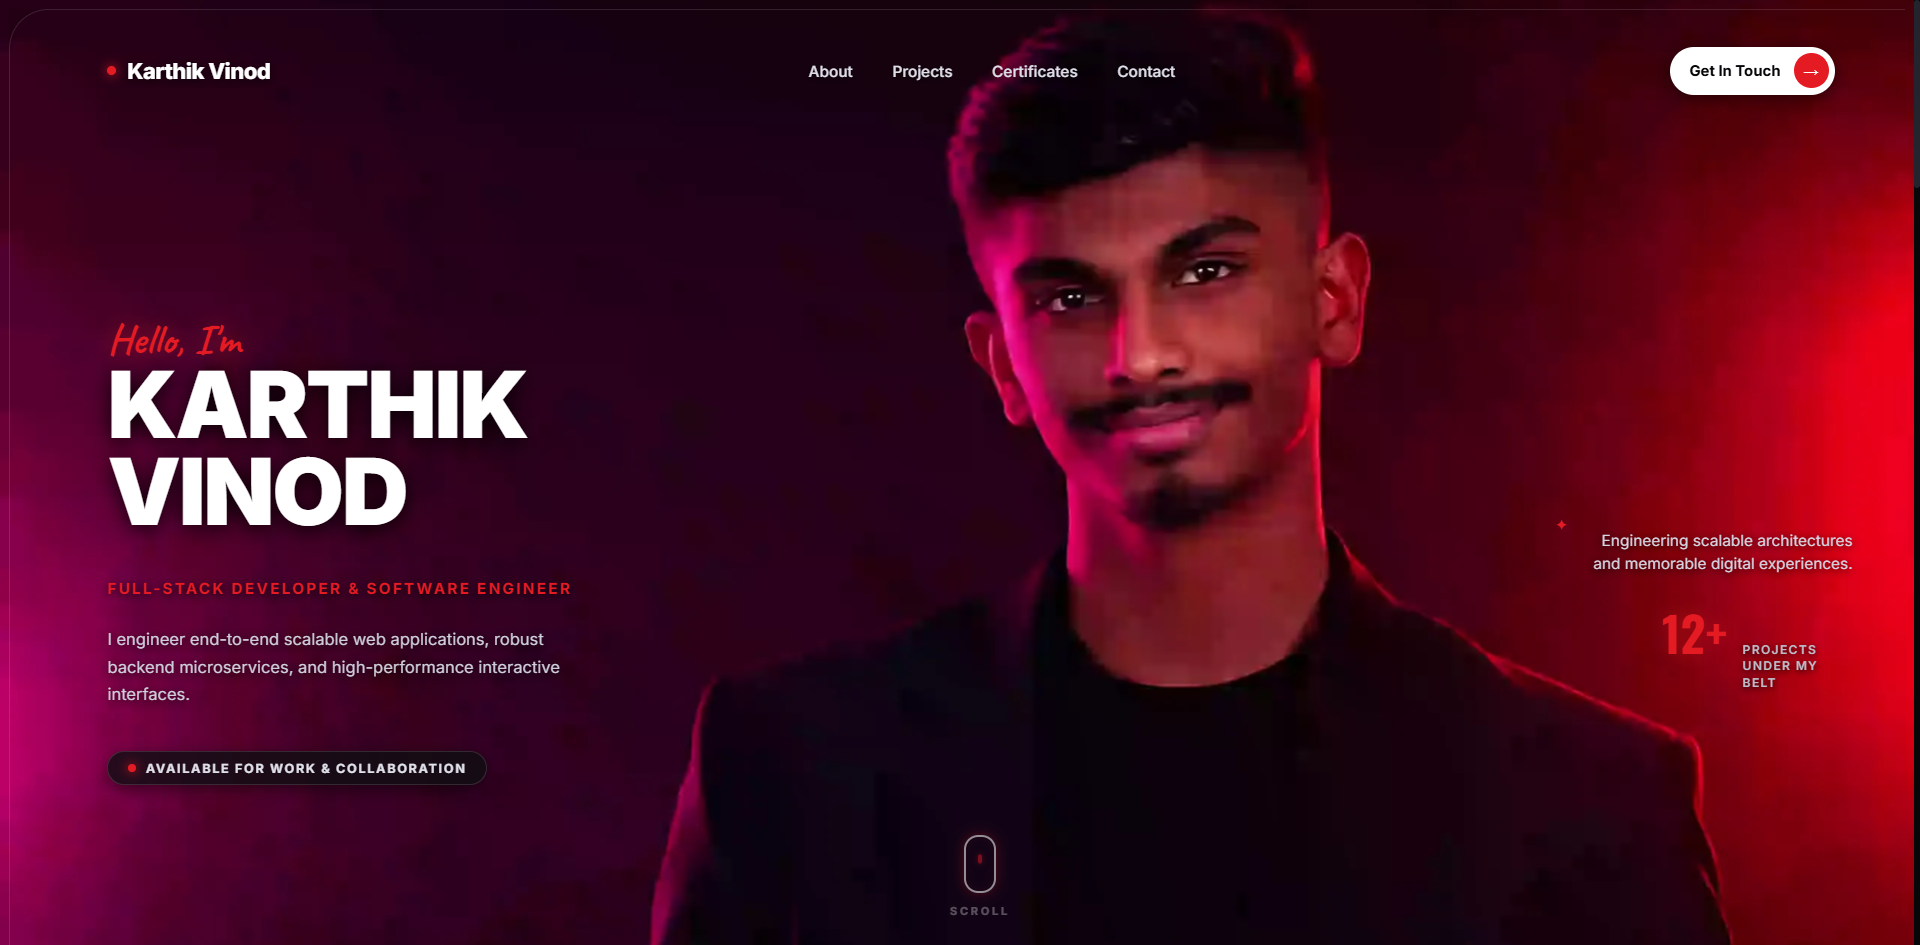 Karthik Vinod
About
Projects
Certificates
Contact
Get In Touch →
Hello, I'm
KARTHIK
VINOD
FULL-STACK DEVELOPER & SOFTWARE ENGINEER
I engineer end-to-end scalable web applications, robust
backend microservices, and high-performance interactive
interfaces.
AVAILABLE FOR WORK & COLLABORATION
Engineering scalable architectures
and memorable digital experiences.
12+
PROJECTS
UNDER MY
BELT
SCROLL